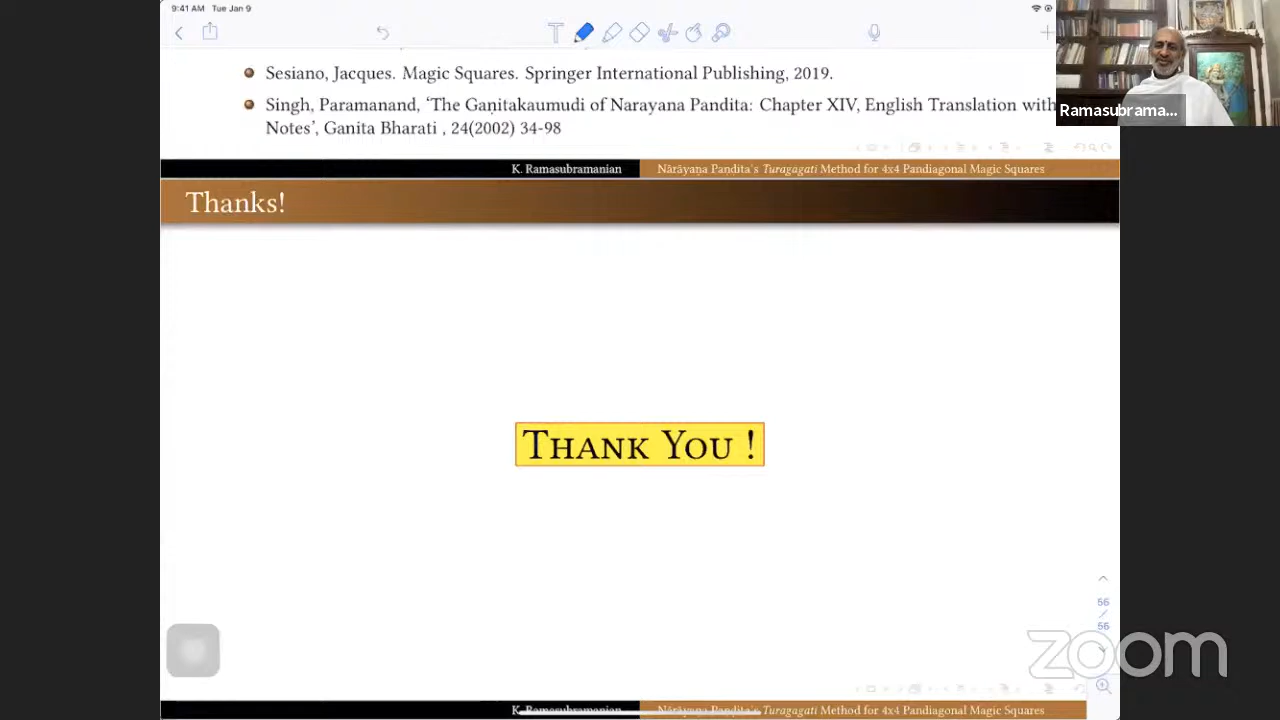 9:41 AM Tue Jan 9
Sesiano, Jacques. Magic Squares. Springer International Publishing, 2019.
Singh, Paramanand, ‘The Gaṇitakaumudi of Narayana Pandita: Chapter XIV, English Translation with
Notes’, Ganita Bharati , 24(2002) 34-98
Ramasubrama...
K. Ramasubramanian
Nārāyaṇa Paṇḍita's Turagagati Method for 4x4 Pandiagonal Magic Squares
Thanks!
THANK YOU !
56
/
56
zoom
K. Ramasubramanian
Nārāyaṇa Paṇḍita's Turagagati Method for 4x4 Pandiagonal Magic Squares